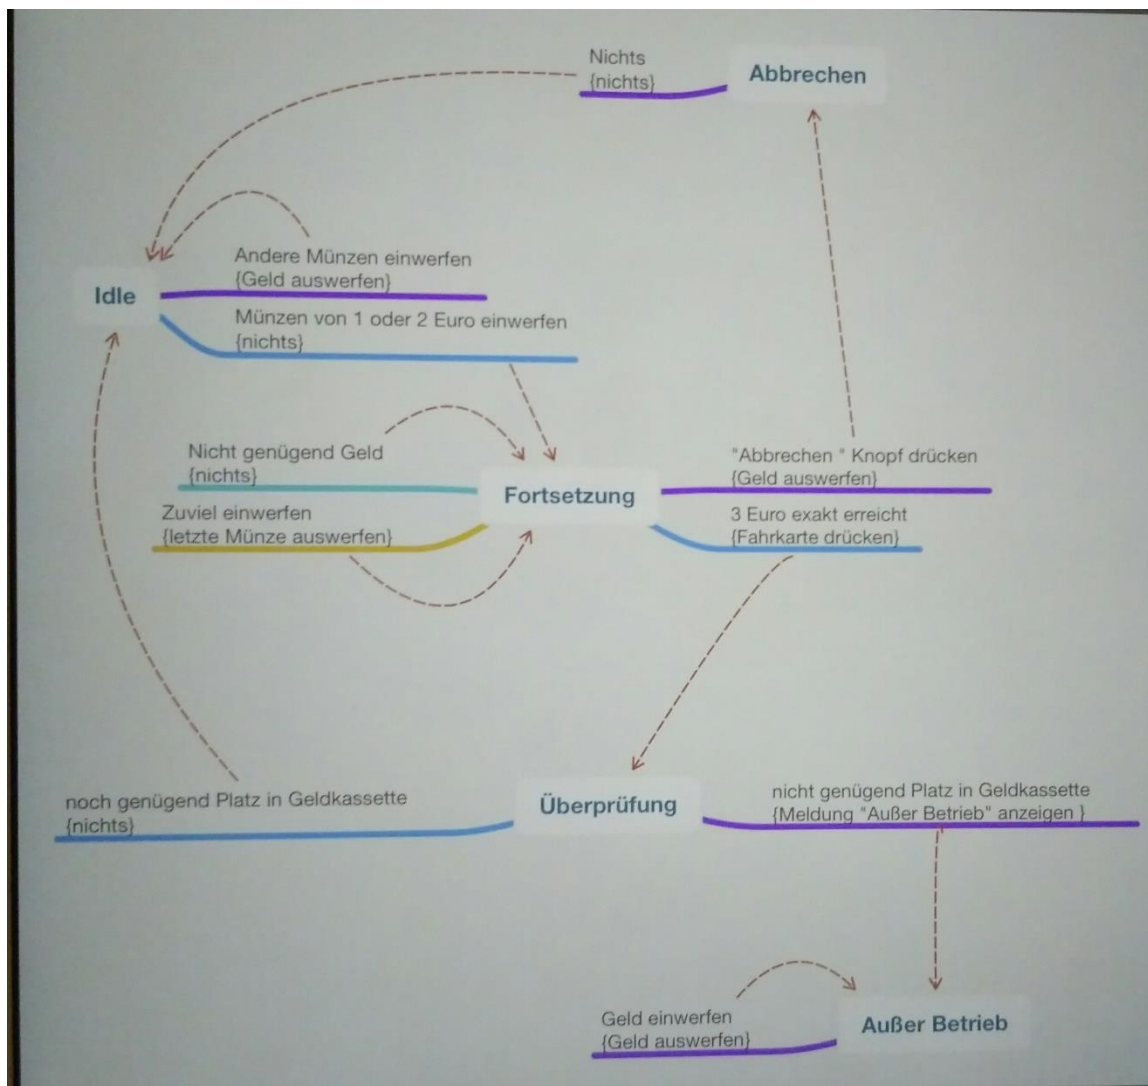 Nichts
{nichts}
Abbrechen
Andere Münzen einwerfen
{Geld auswerfen}
Idle
Münzen von 1 oder 2 Euro einwerfen
{nichts}
Nicht genügend Geld
{nichts}
Zuviel einwerfen
{letzte Münze auswerfen}
Fortsetzung
"Abbrechen " Knopf drücken
{Geld auswerfen}
3 Euro exakt erreicht
{Fahrkarte drücken}
noch genügend Platz in Geldkassette
{nichts}
Überprüfung
nicht genügend Platz in Geldkassette
{Meldung "Außer Betrieb" anzeigen }
Geld einwerfen
{Geld auswerfen}
Außer Betrieb